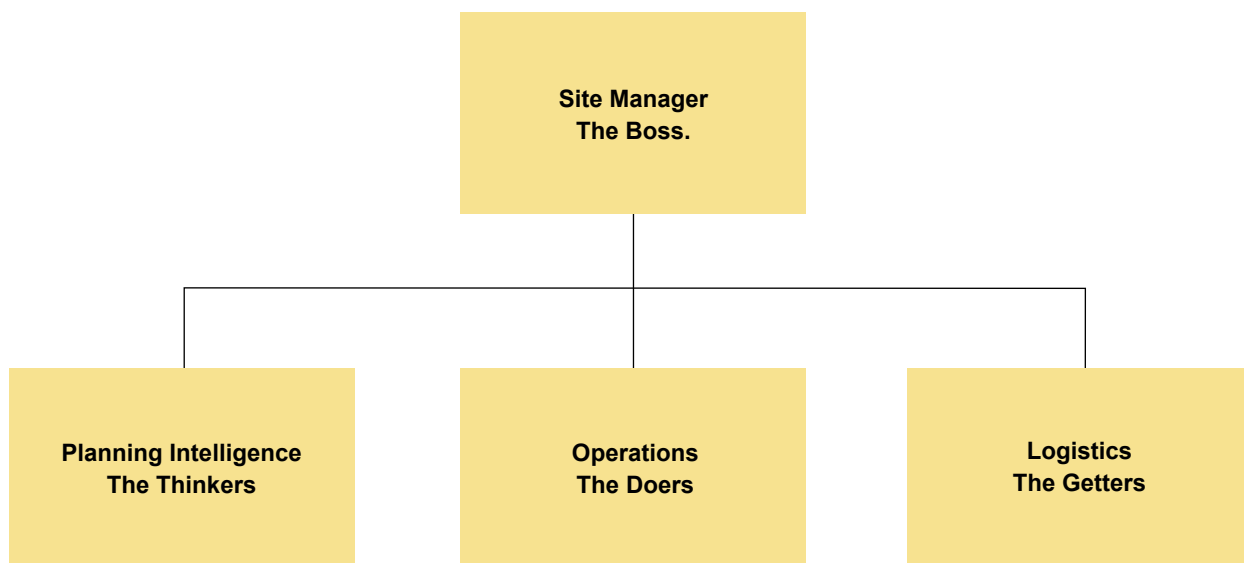 Site Manager
The Boss.
Planning Intelligence
The Thinkers
Operations
The Doers
Logistics
The Getters